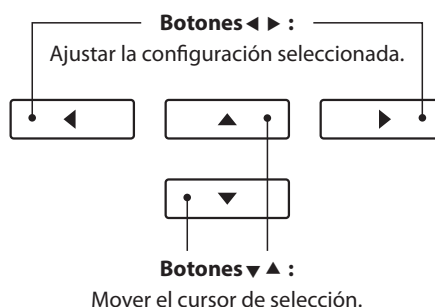 Botones ◀ ▶ :
Ajustar la configuración seleccionada.
Botones ▼ ▲ :
Mover el cursor de selección.